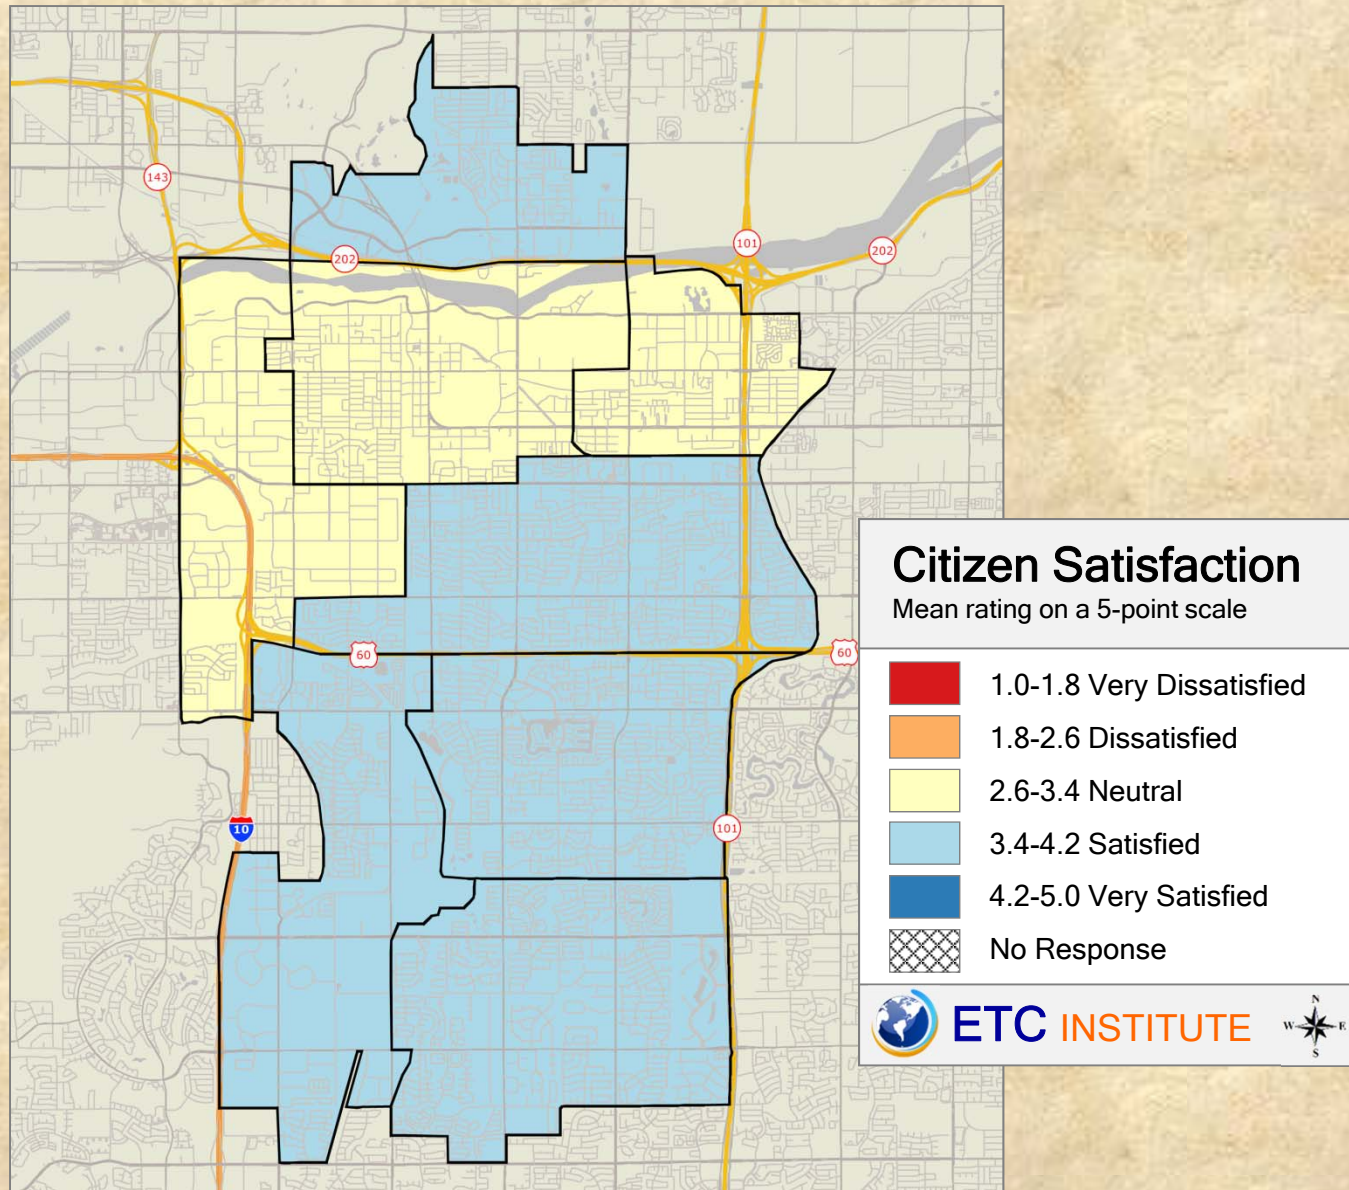 143
202
101
202
60
60
10
101
Citizen Satisfaction
Mean rating on a 5-point scale
1.0-1.8 Very Dissatisfied
1.8-2.6 Dissatisfied
2.6-3.4 Neutral
3.4-4.2 Satisfied
4.2-5.0 Very Satisfied
No Response
ETC INSTITUTE
N
W E
S